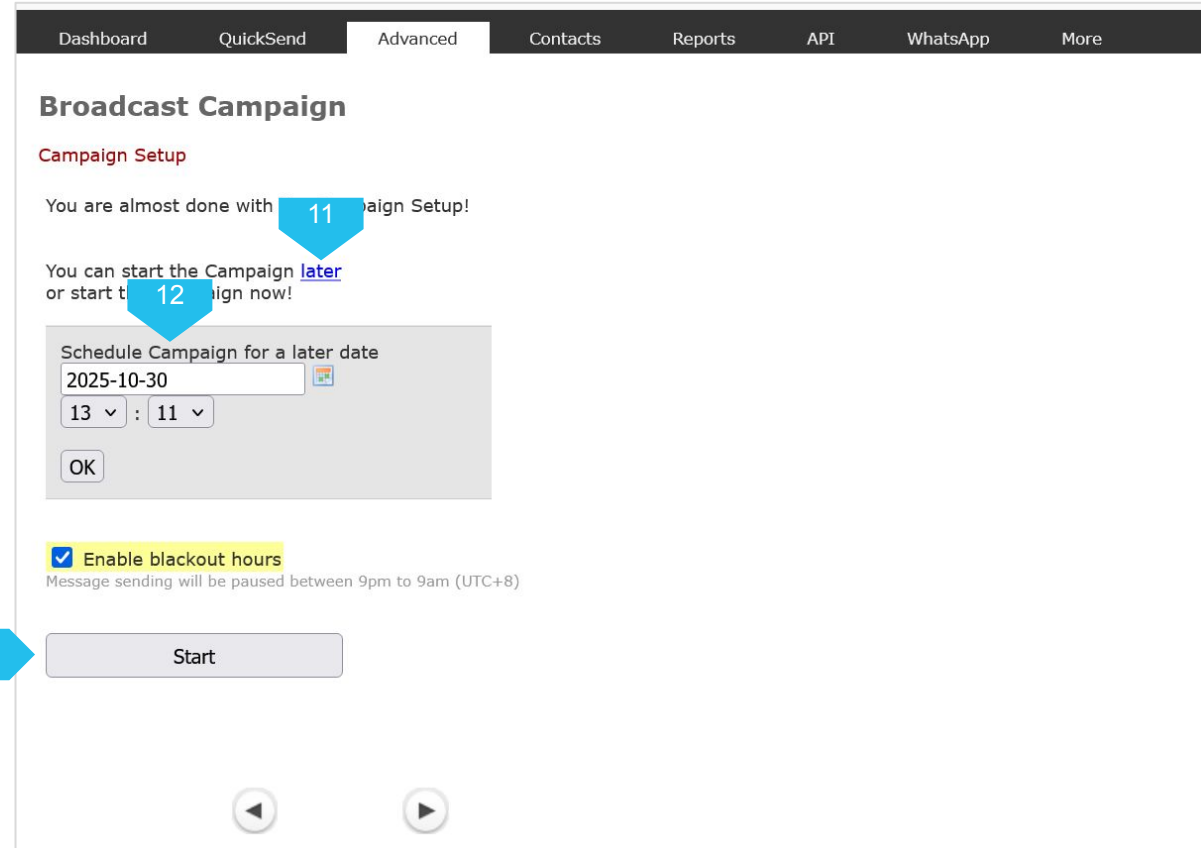 Dashboard QuickSend Advanced Contacts Reports API WhatsApp More
Broadcast Campaign
Campaign Setup
You are almost done with paign Setup!
11
You can start the Campaign later
or start t ign now!
12
Schedule Campaign for a later date
2025-10-30
13 : 11
OK
Enable blackout hours
Message sending will be paused between 9pm to 9am (UTC+8)
Start